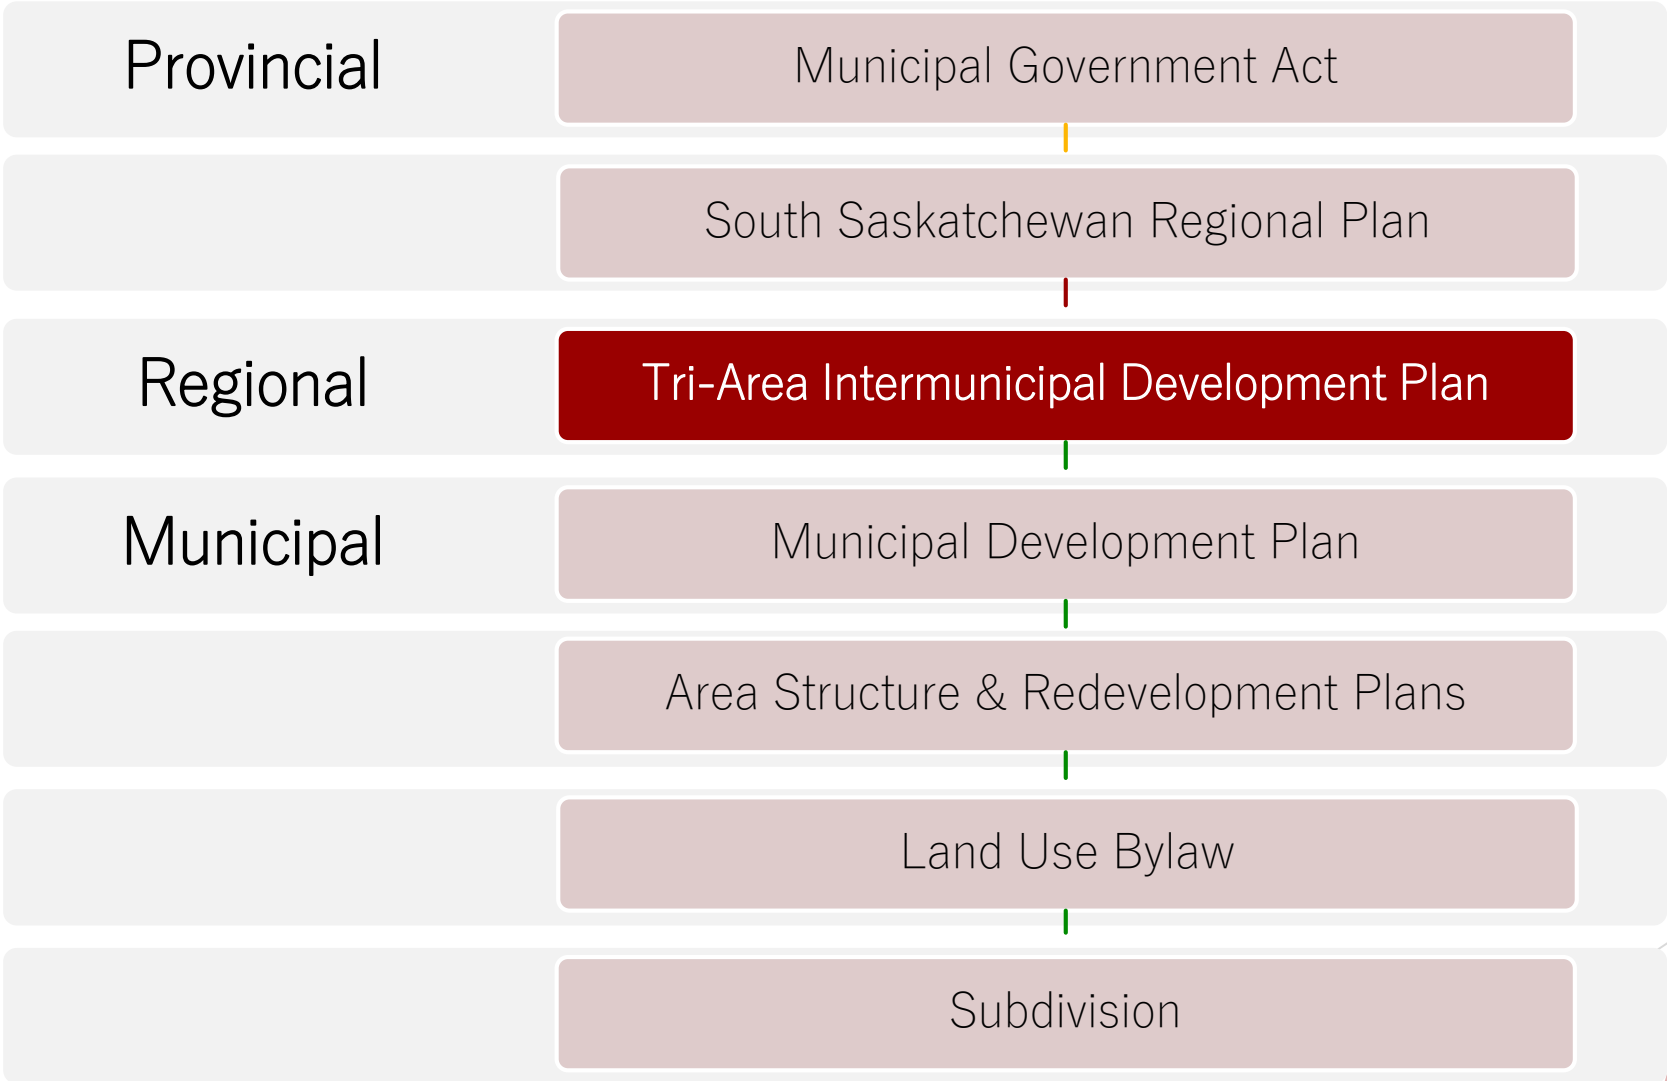 Provincial
Municipal Government Act
South Saskatchewan Regional Plan
Regional
Tri-Area Intermunicipal Development Plan
Municipal
Municipal Development Plan
Area Structure & Redevelopment Plans
Land Use Bylaw
Subdivision